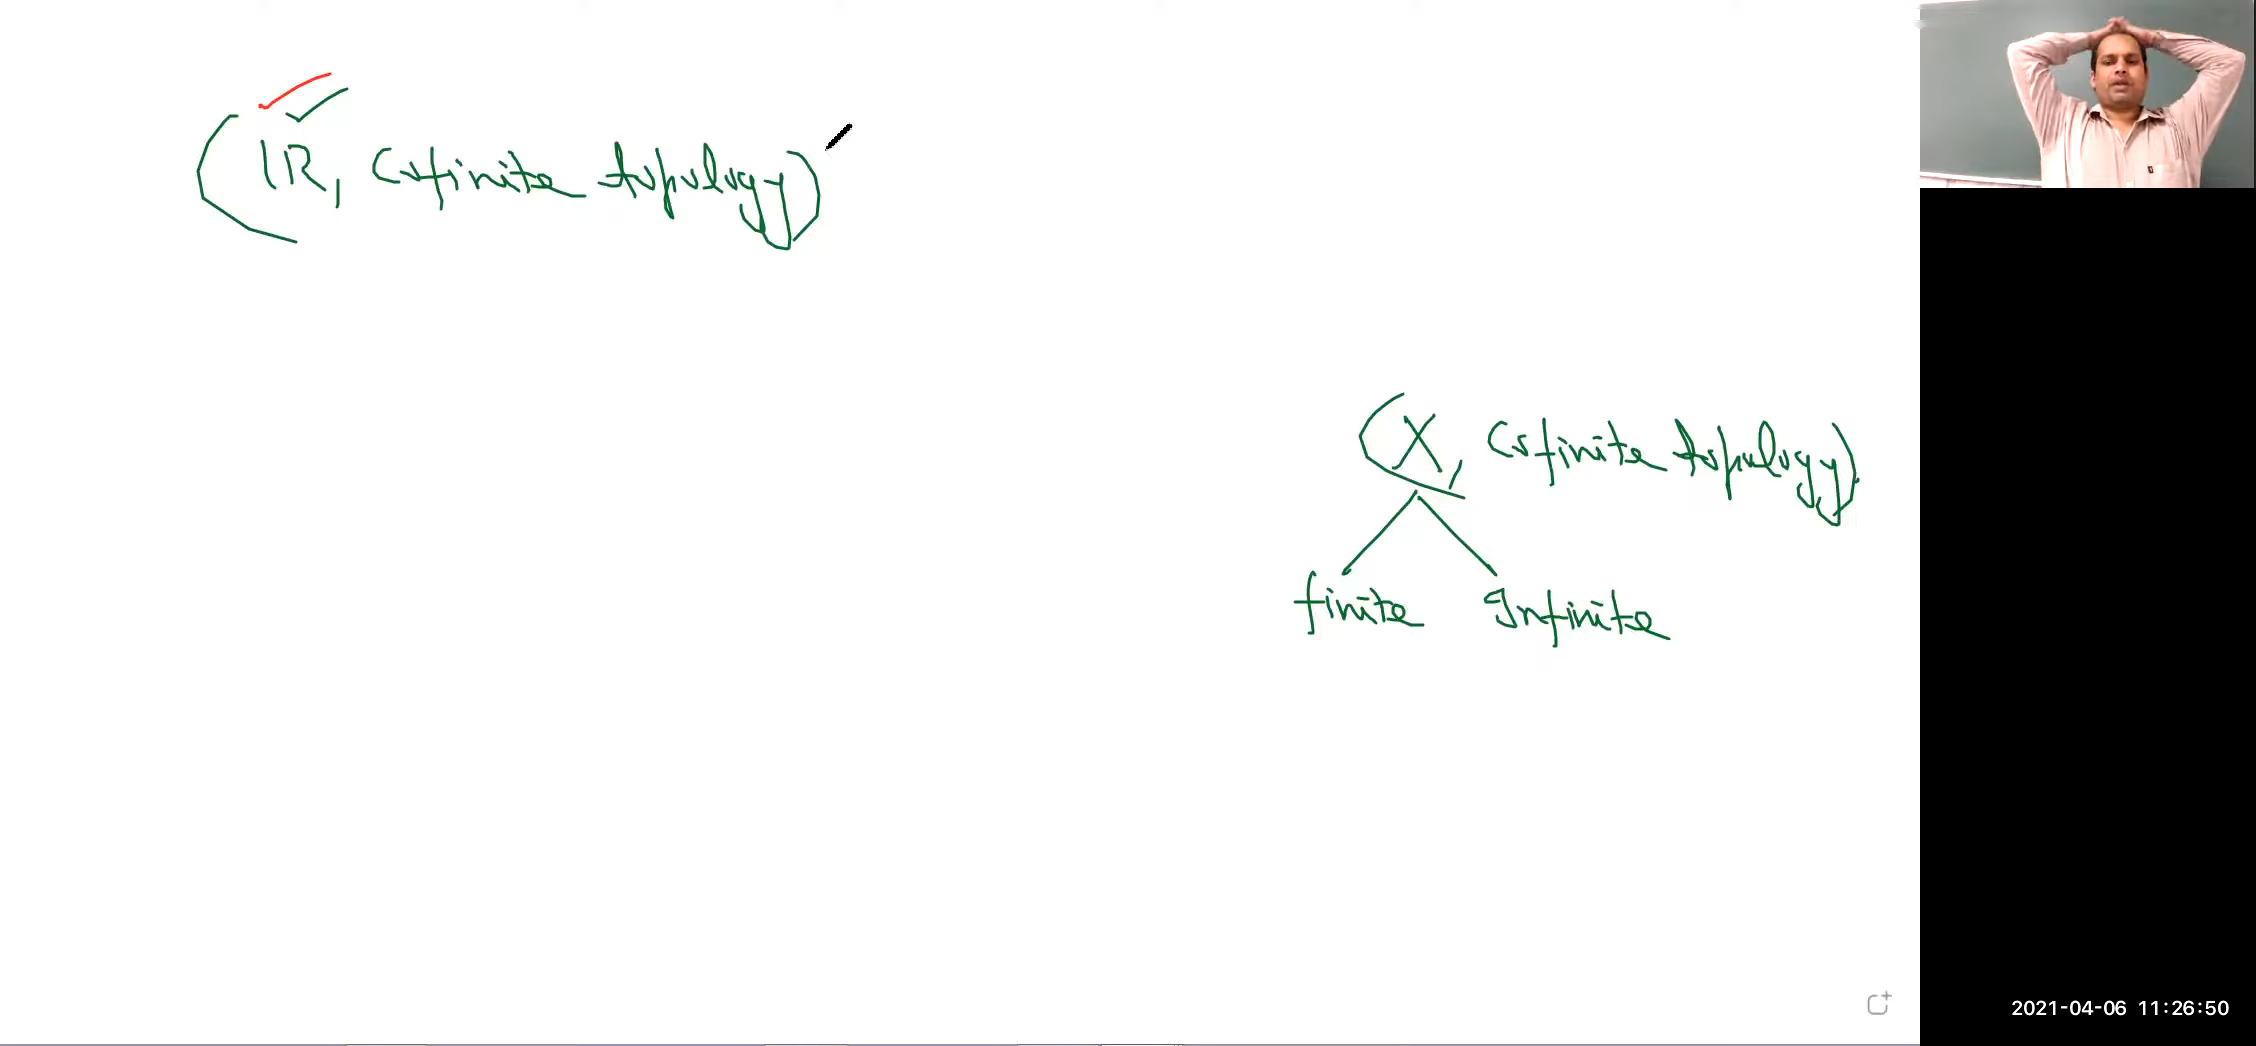 (ℝ, Cofinite topology)
(X, Cofinite topology)
finite Infinite
2021-04-06 11:26:50